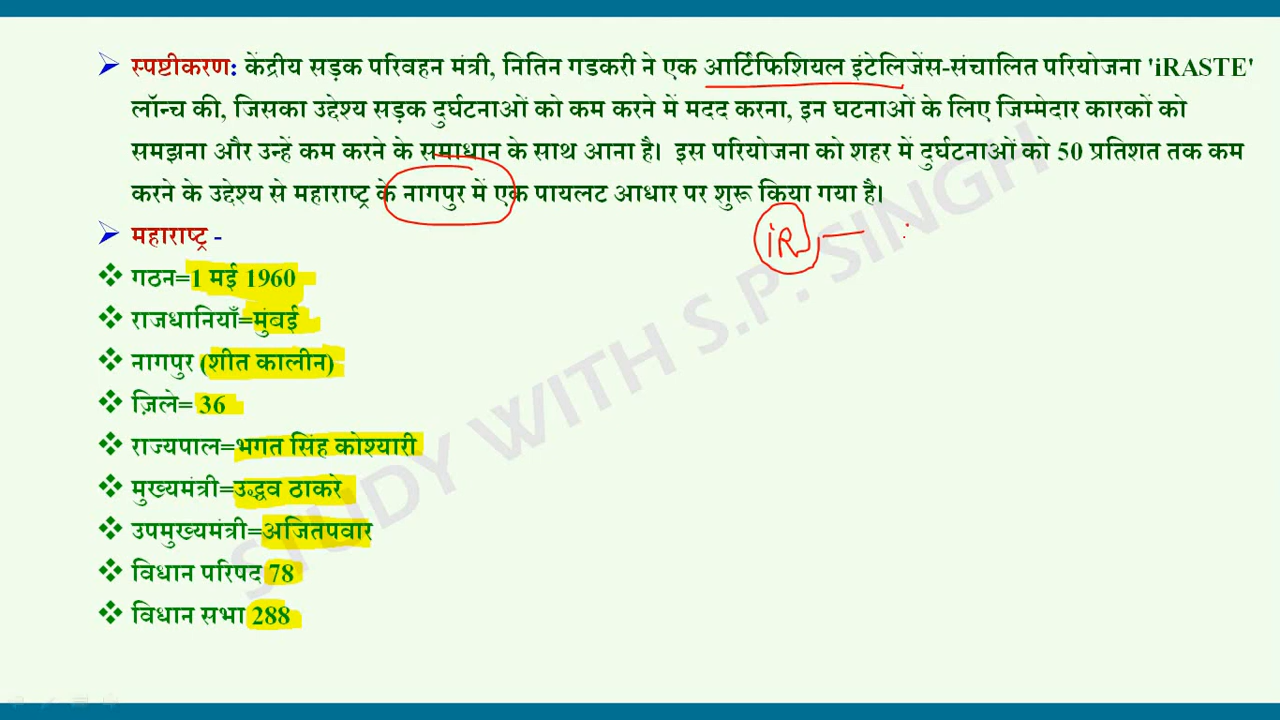 स्पष्टीकरण: केंद्रीय सड़क परिवहन मंत्री, नितिन गडकरी ने एक आर्टिफिशियल इंटेलिजेंस-संचालित परियोजना 'iRASTE'
लॉन्च की, जिसका उद्देश्य सड़क दुर्घटनाओं को कम करने में मदद करना, इन घटनाओं के लिए जिम्मेदार कारकों को
समझना और उन्हें कम करने के समाधान के साथ आना है। इस परियोजना को शहर में दुर्घटनाओं को 50 प्रतिशत तक कम
करने के उद्देश्य से महाराष्ट्र के नागपुर में एक पायलट आधार पर शुरू किया गया है।
महाराष्ट्र -
iR —
गठन=1 मई 1960
राजधानियाँ=मुंबई
नागपुर (शीत कालीन)
ज़िले= 36
राज्यपाल=भगत सिंह कोश्यारी
मुख्यमंत्री=उद्धव ठाकरे
उपमुख्यमंत्री=अजितपवार
विधान परिपद 78
विधान सभा 288
STUDY WITH S.P. SINGH